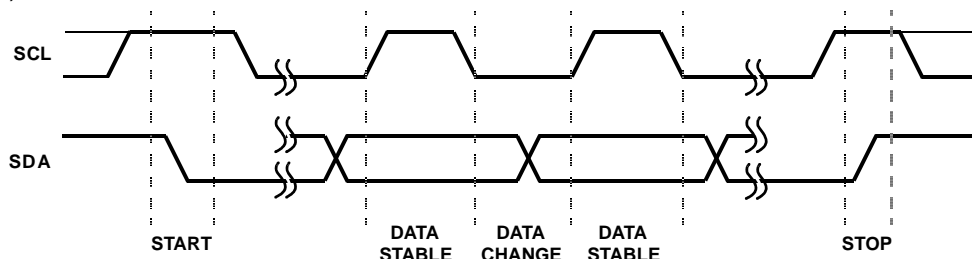 SCL
SDA
START
DATA STABLE
DATA CHANGE
DATA STABLE
STOP